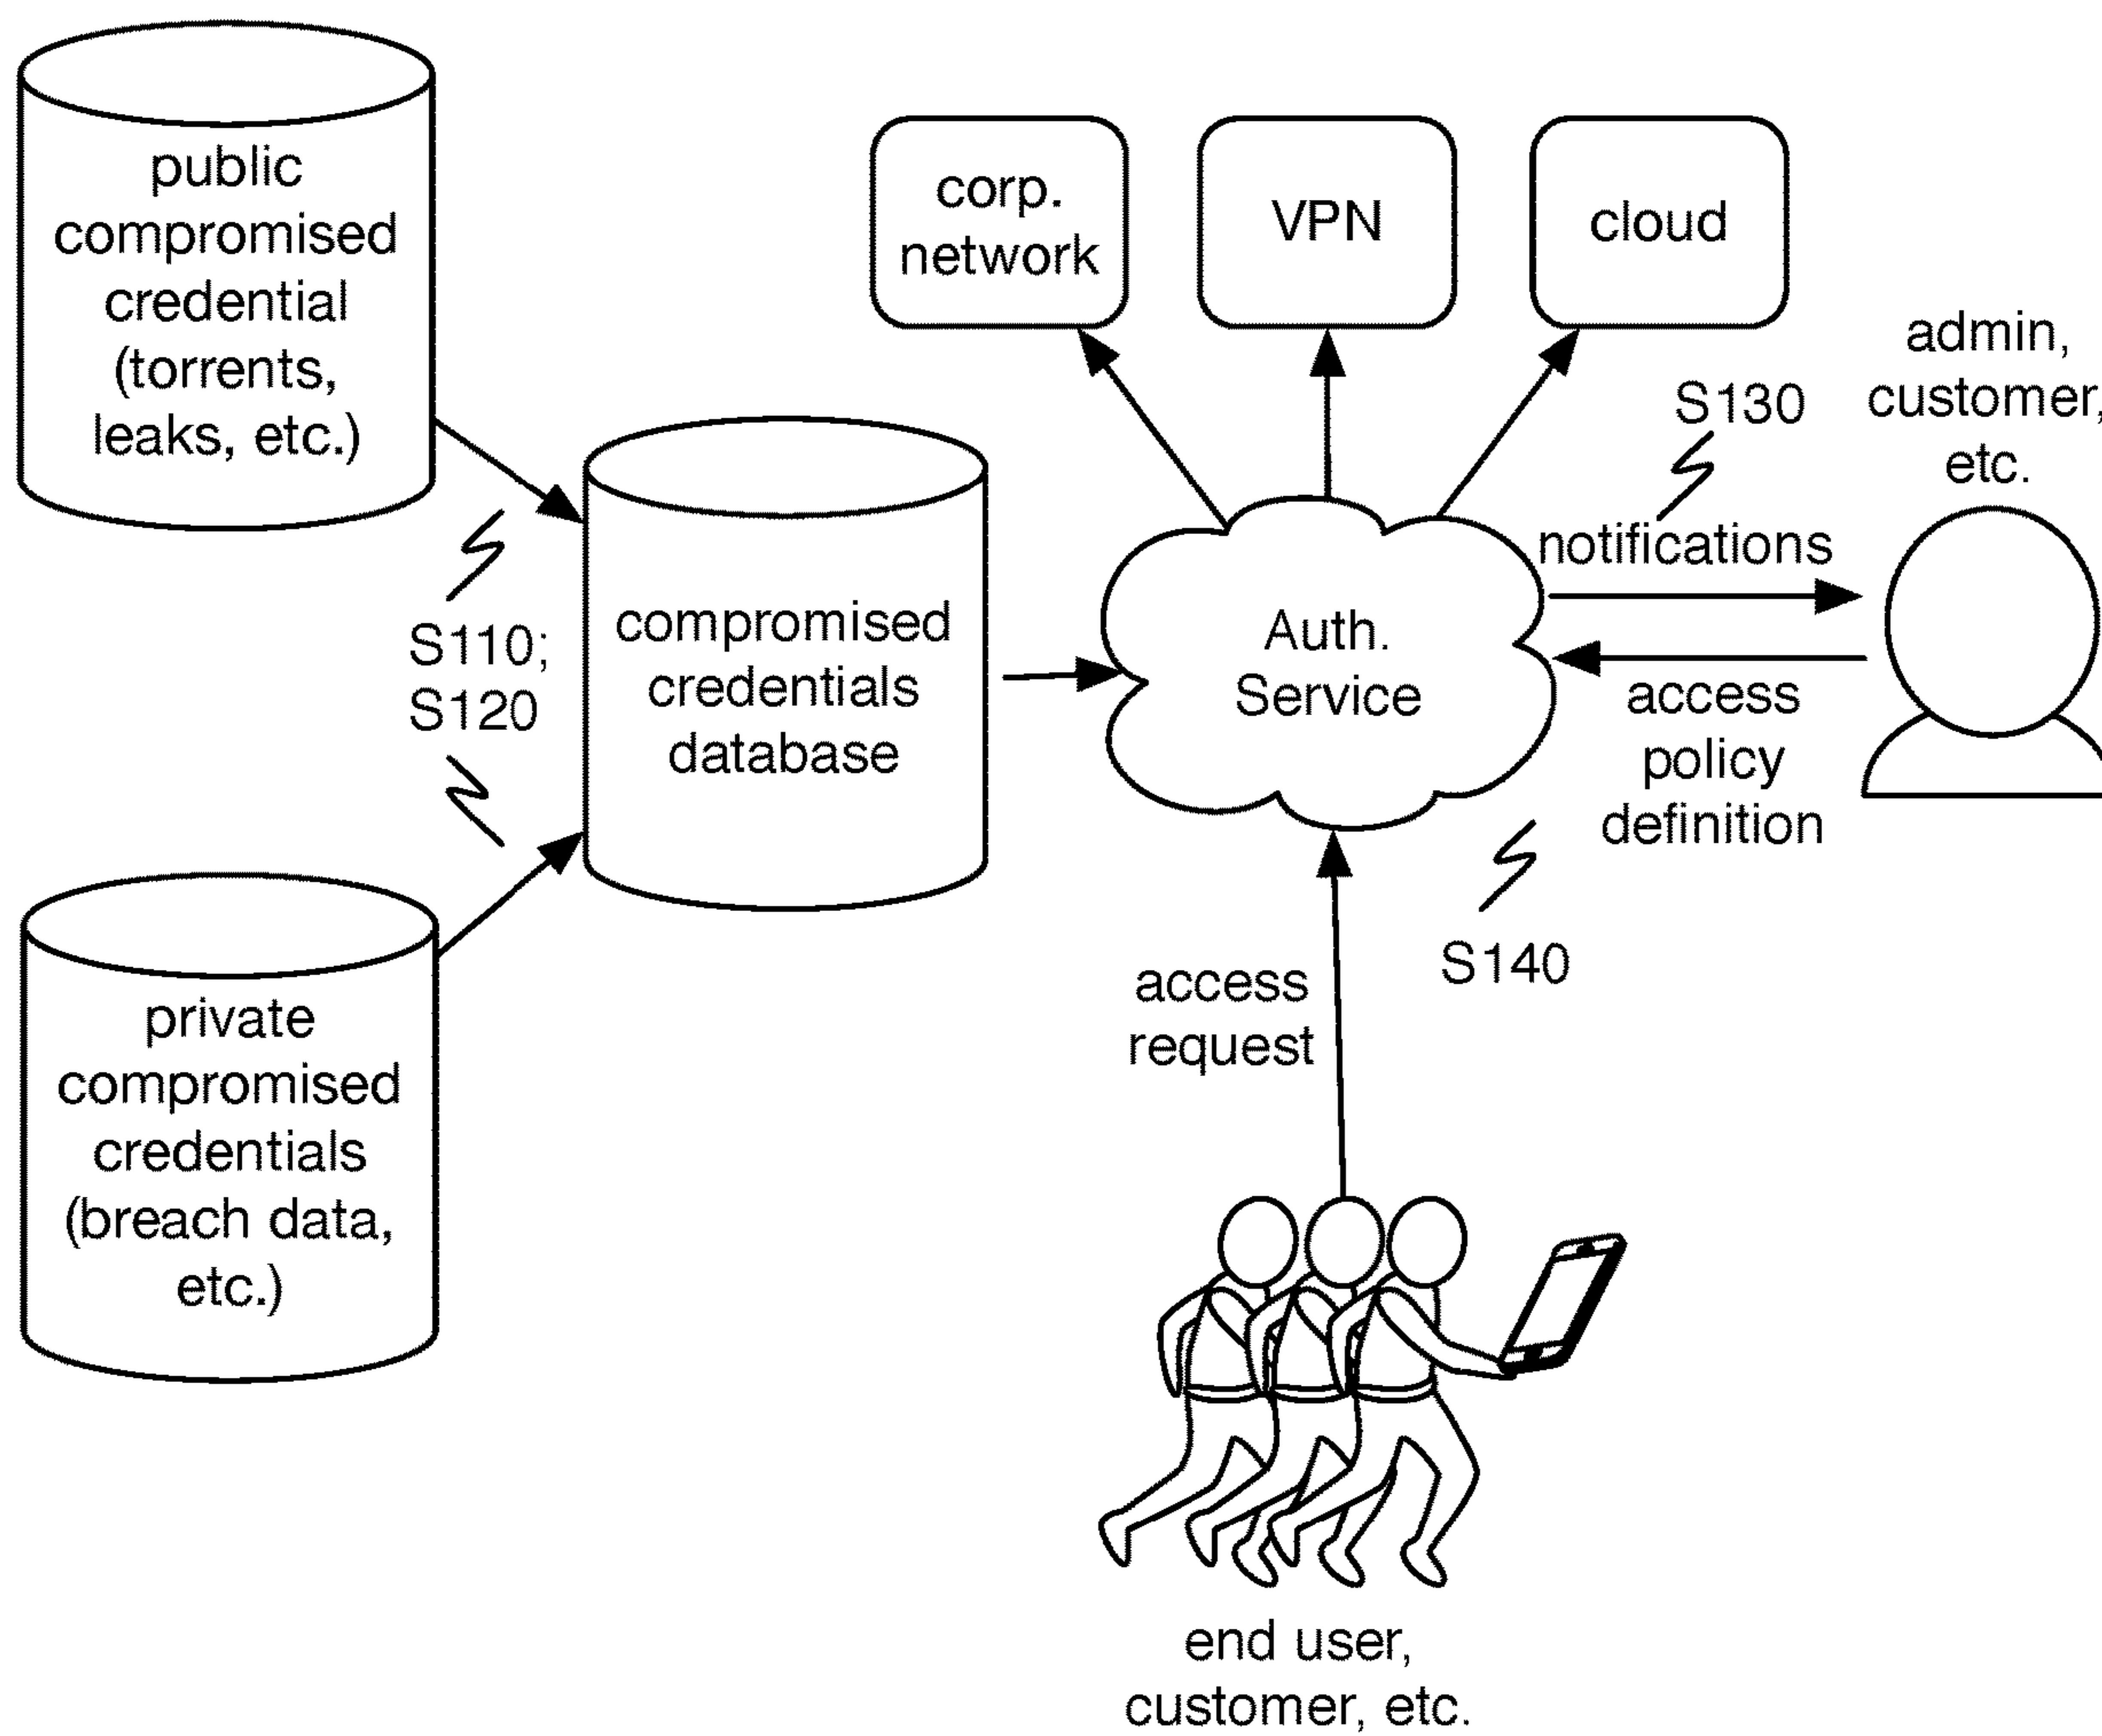 public
compromised
credential
(torrents,
leaks, etc.)
corp.
network
VPN
cloud
admin,
customer,
etc.
S130
notifications
S110;
S120
compromised
credentials
database
Auth.
Service
access
policy
definition
S140
access
request
private
compromised
credentials
(breach data,
etc.)
end user,
customer, etc.